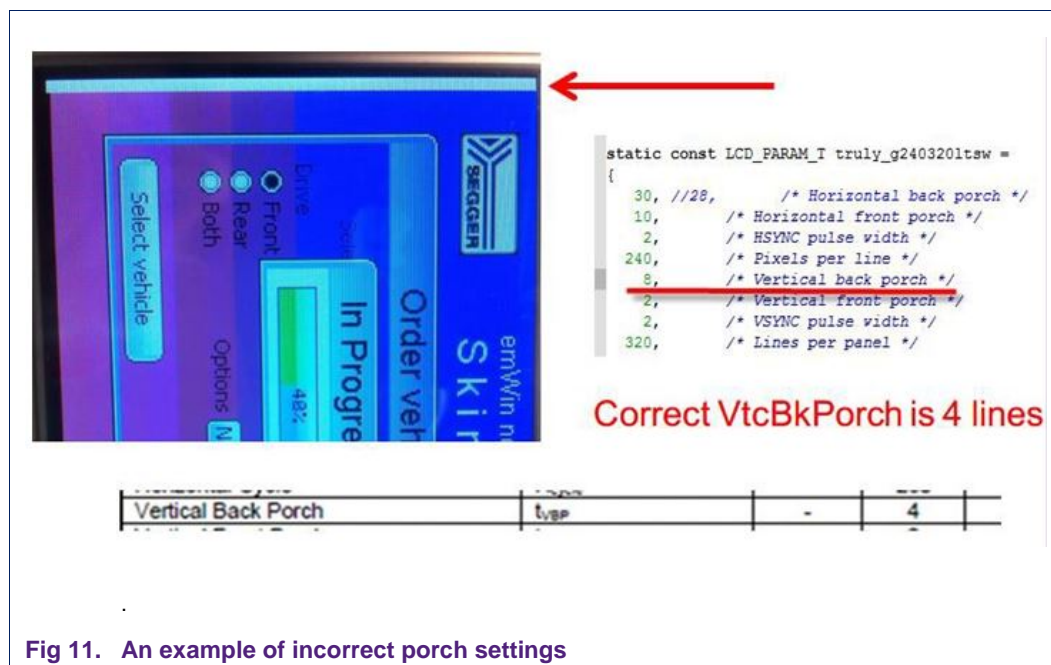 SEGGER
emWin
Ski
Order veh
In Progre
48%
Drive
Front
Rear
Both
Options N
Select vehicle
static const LCD_PARAM_T truly_g240320ltsw =
{
30, //28, /* Horizontal back porch */
10, /* Horizontal front porch */
2, /* HSYNC pulse width */
240, /* Pixels per line */
8, /* Vertical back porch */
2, /* Vertical front porch */
2, /* VSYNC pulse width */
320, /* Lines per panel */
Correct VtcBkPorch is 4 lines
Vertical Back Porch tVBP - 4
.
Fig 11. An example of incorrect porch settings